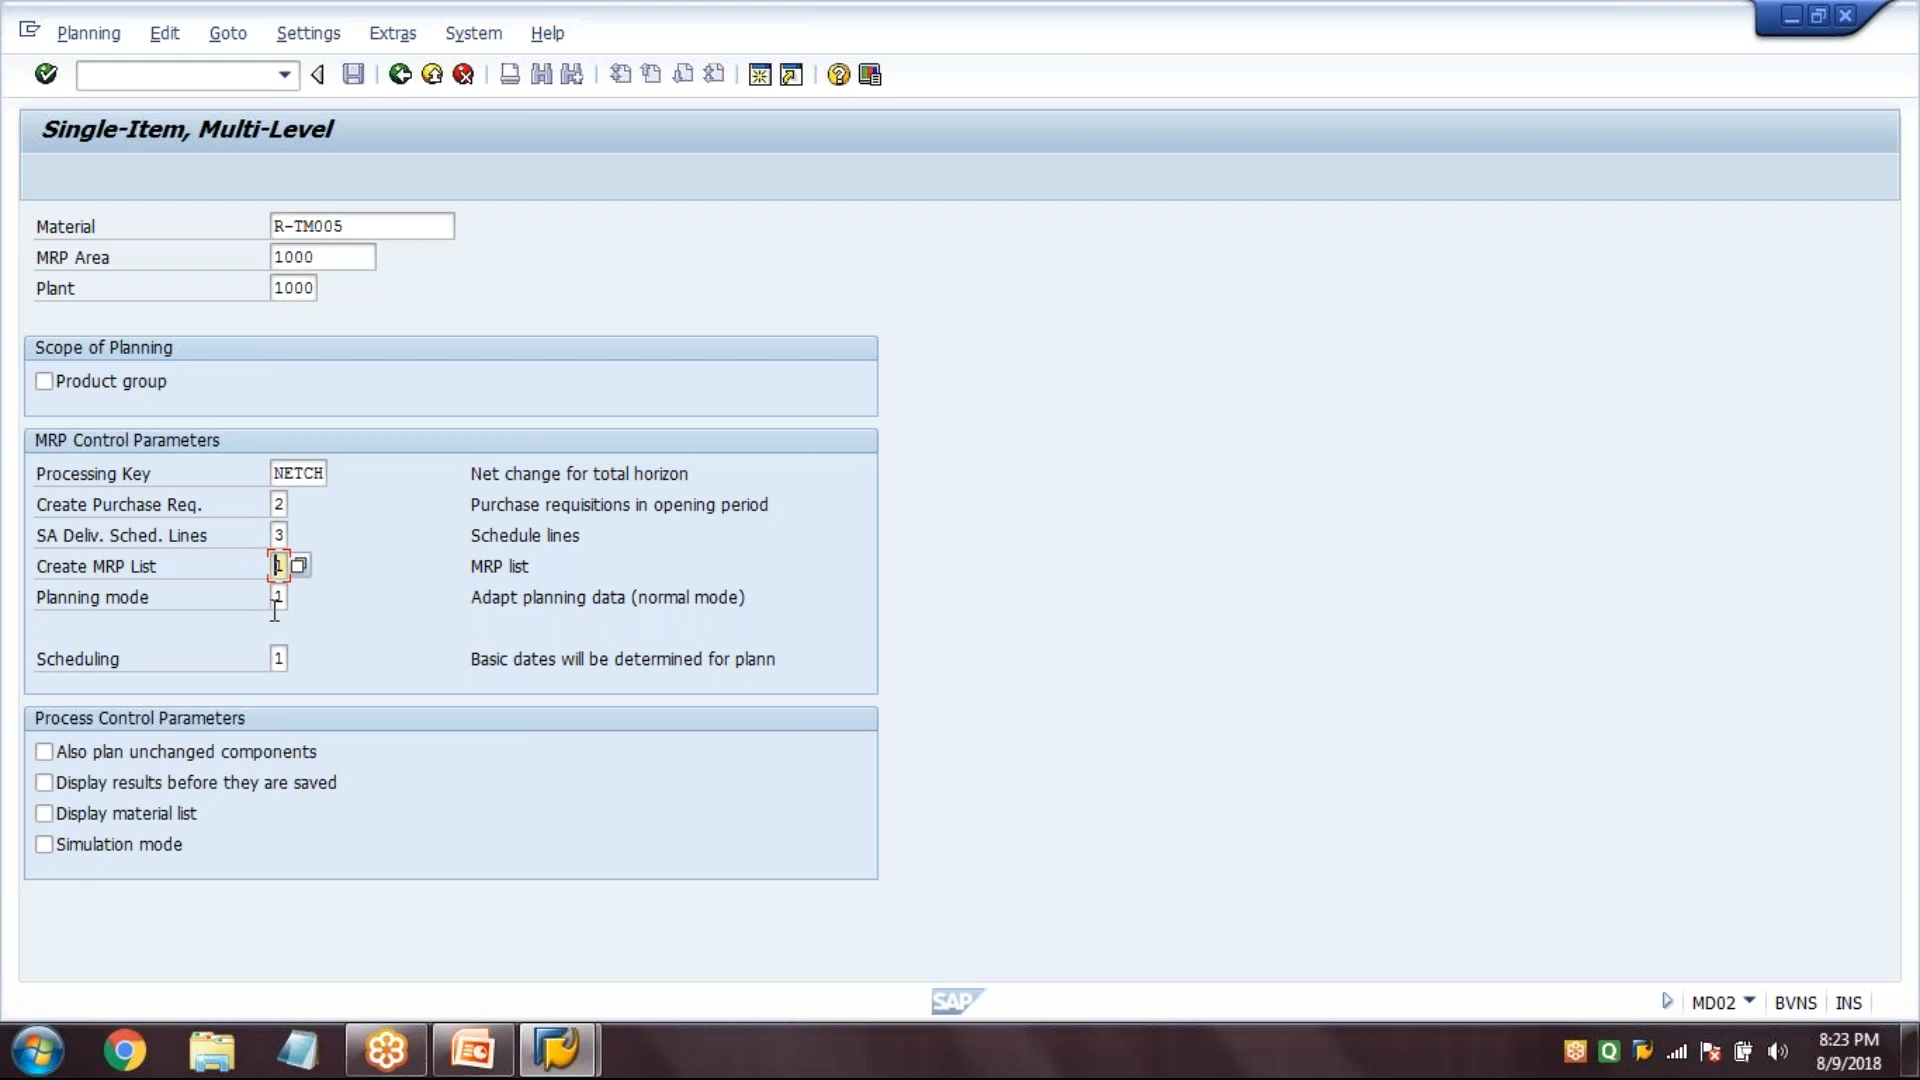 Planning Edit Goto Settings Extras System Help
Single-Item, Multi-Level
Material R-TM005
MRP Area 1000
Plant 1000
Scope of Planning
Product group
MRP Control Parameters
Processing Key NETCH Net change for total horizon
Create Purchase Req. 2 Purchase requisitions in opening period
SA Deliv. Sched. Lines 3 Schedule lines
Create MRP List 1 MRP list
Planning mode 1 Adapt planning data (normal mode)
Scheduling 1 Basic dates will be determined for plann
Process Control Parameters
Also plan unchanged components
Display results before they are saved
Display material list
Simulation mode
SAP
MD02 BVNS INS
8:23 PM
8/9/2018